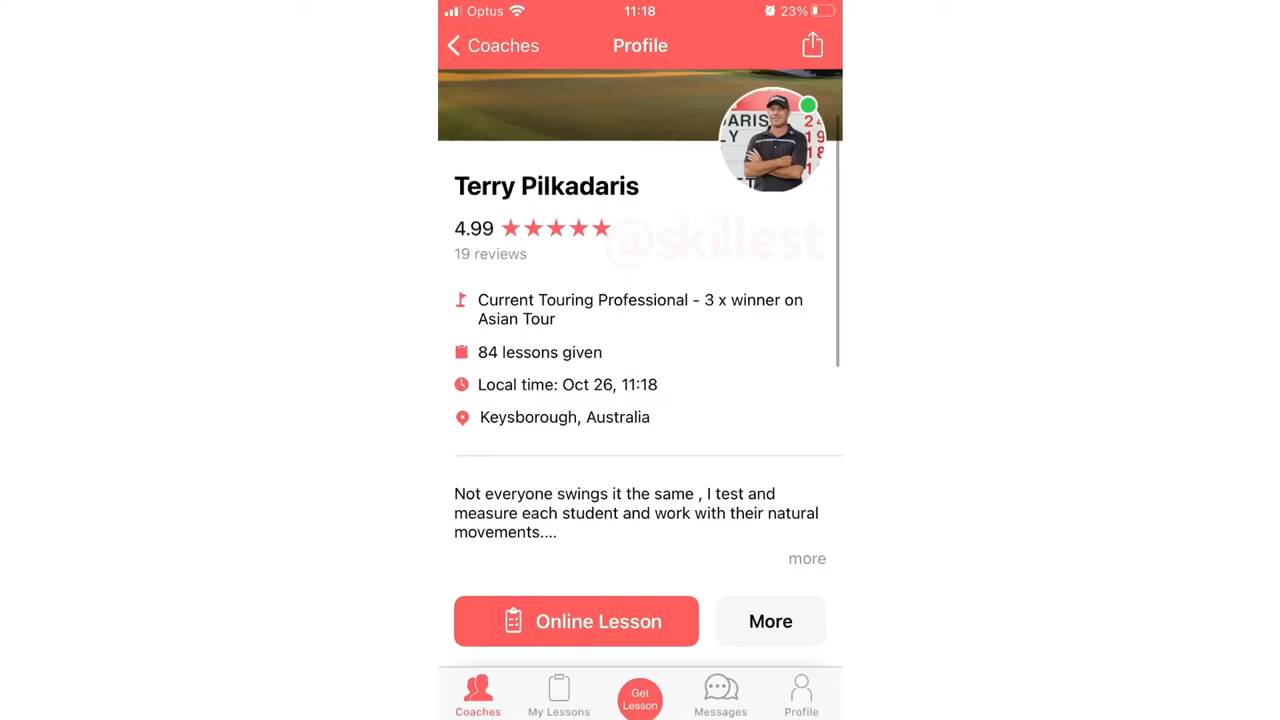 Optus 11:18 23%
Coaches Profile
ARIS 2
Terry Pilkadaris
4.99
@skillest
19 reviews
Current Touring Professional - 3 x winner on
Asian Tour
84 lessons given
Local time: Oct 26, 11:18
Keysborough, Australia
Not everyone swings it the same , I test and
measure each student and work with their natural
movements....
more
Online Lesson More
Get
Lesson
Coaches My Lessons Messages Profile